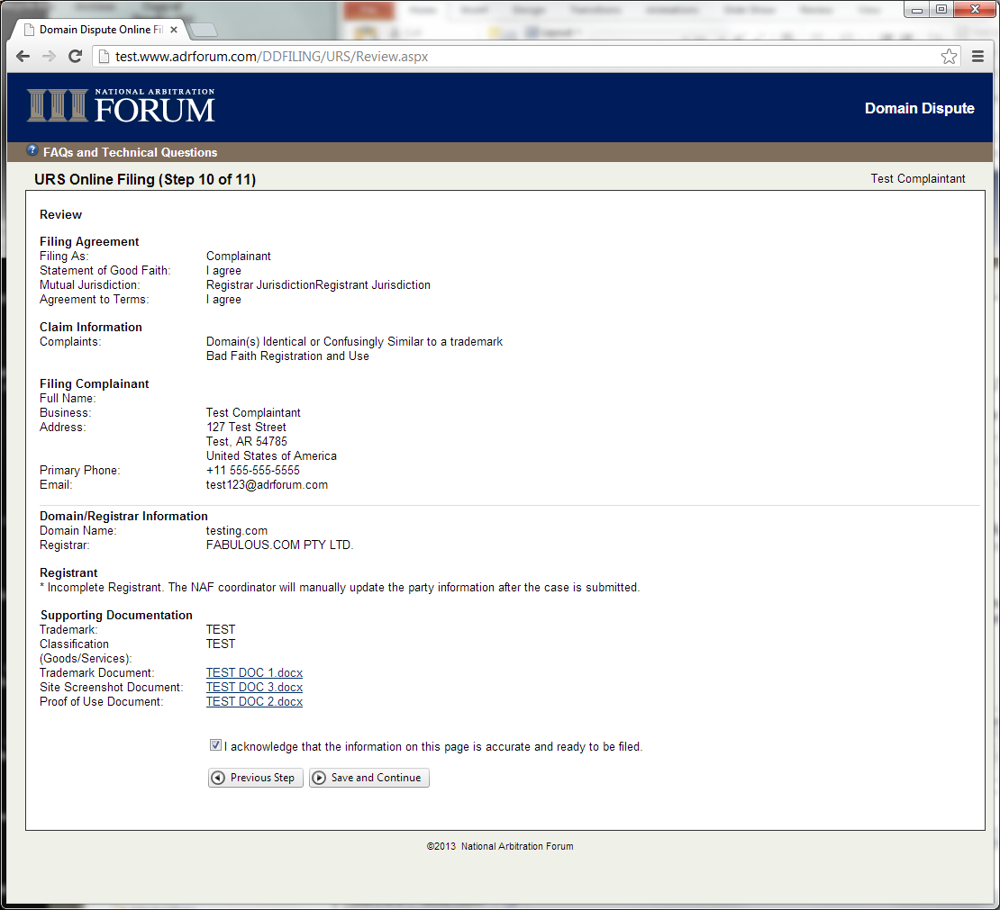 Domain Dispute Online Fil
test.www.adrforum.com/DDFILING/URS/Review.aspx
NATIONAL ARBITRATION
FORUM
Domain Dispute
? FAQs and Technical Questions
URS Online Filing (Step 10 of 11)
Test Complaintant
Review
Filing Agreement
Filing As: Complainant
Statement of Good Faith: I agree
Mutual Jurisdiction: Registrar JurisdictionRegistrant Jurisdiction
Agreement to Terms: I agree
Claim Information
Complaints: Domain(s) Identical or Confusingly Similar to a trademark
Bad Faith Registration and Use
Filing Complainant
Full Name:
Business: Test Complaintant
Address: 127 Test Street
Test, AR 54785
United States of America
Primary Phone: +11 555-555-5555
Email: test123@adrforum.com
Domain/Registrar Information
Domain Name: testing.com
Registrar: FABULOUS.COM PTY LTD.
Registrant
* Incomplete Registrant. The NAF coordinator will manually update the party information after the case is submitted.
Supporting Documentation
Trademark: TEST
Classification TEST
(Goods/Services):
Trademark Document: TEST DOC 1.docx
Site Screenshot Document: TEST DOC 3.docx
Proof of Use Document: TEST DOC 2.docx
I acknowledge that the information on this page is accurate and ready to be filed.
Previous Step Save and Continue
©2013 National Arbitration Forum